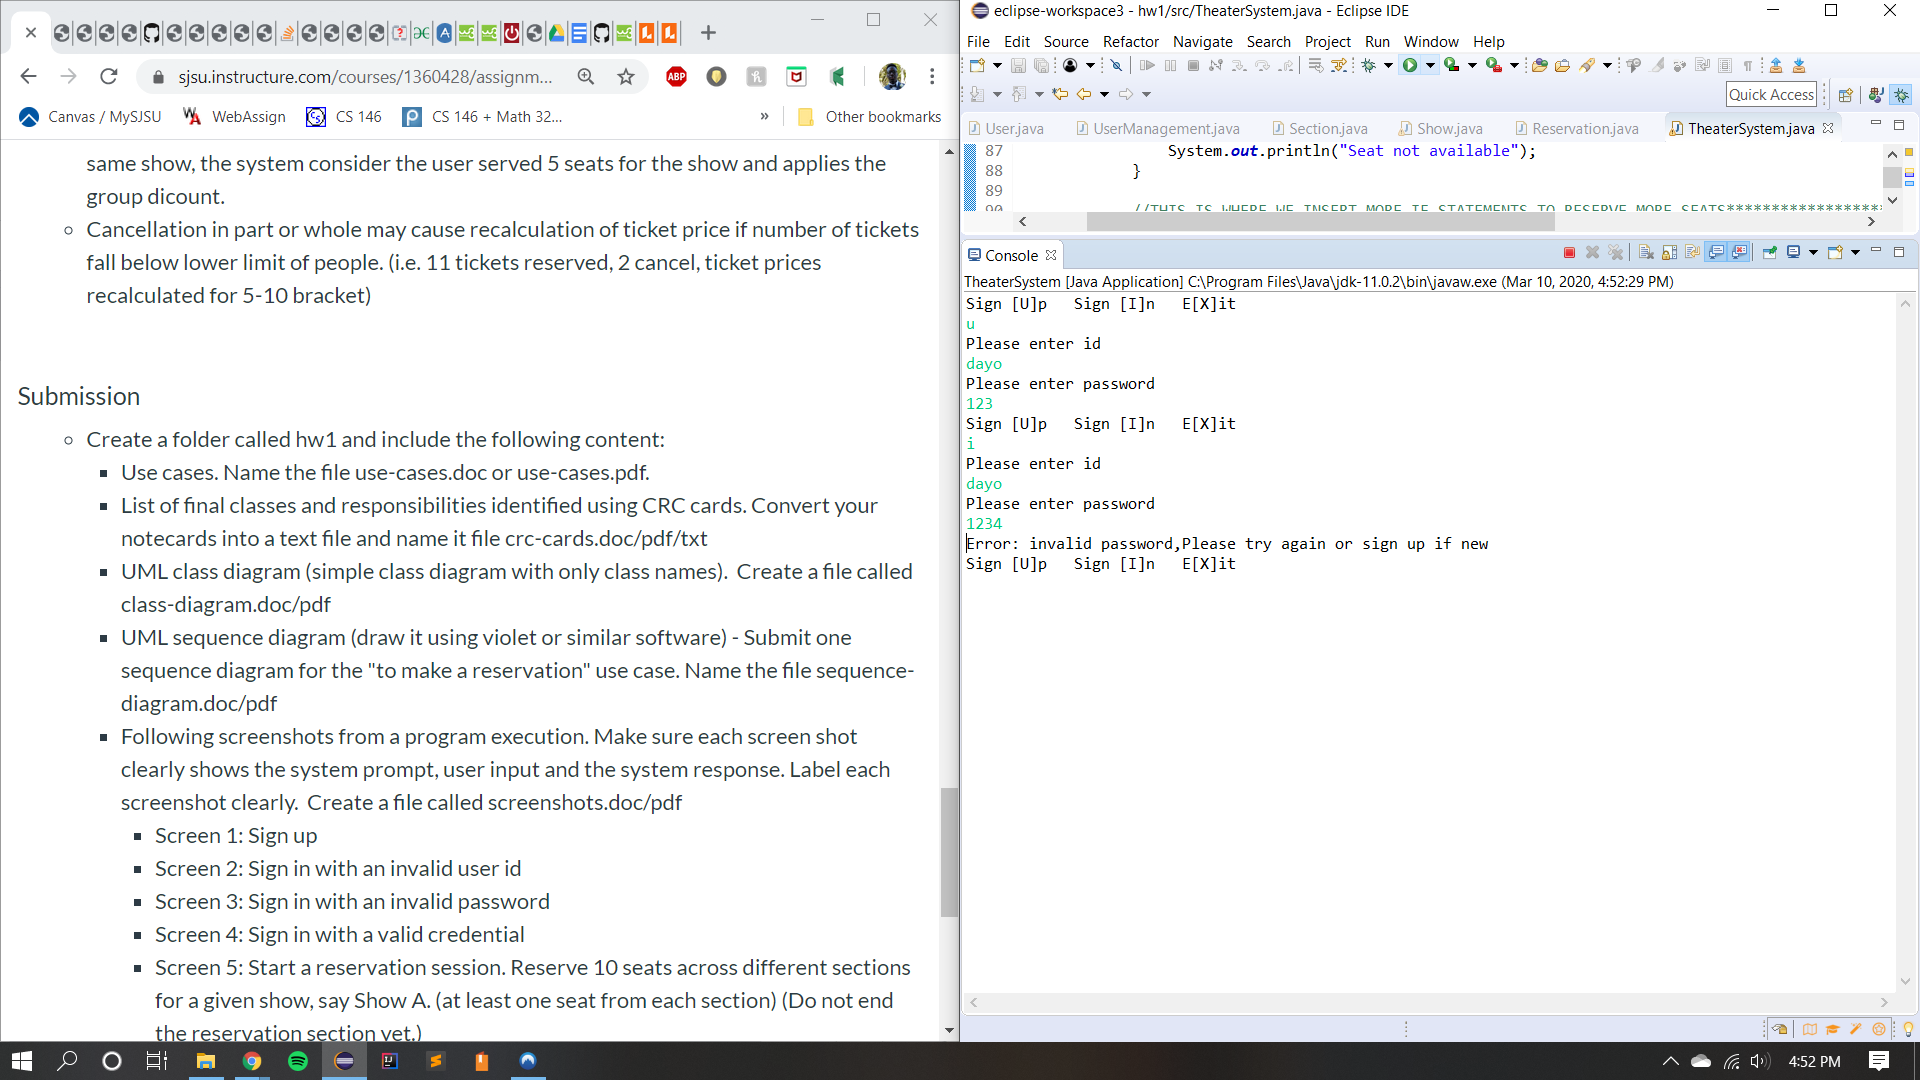 sjsu.instructure.com/courses/1360428/assignm...
Canvas / MySJSU
WebAssign
CS 146
CS 146 + Math 32...
»
Other bookmarks
same show, the system consider the user served 5 seats for the show and applies the
group dicount.
Cancellation in part or whole may cause recalculation of ticket price if number of tickets
fall below lower limit of people. (i.e. 11 tickets reserved, 2 cancel, ticket prices
recalculated for 5-10 bracket)
Submission
Create a folder called hw1 and include the following content:
Use cases. Name the file use-cases.doc or use-cases.pdf.
List of final classes and responsibilities identified using CRC cards. Convert your
notecards into a text file and name it file crc-cards.doc/pdf/txt
UML class diagram (simple class diagram with only class names).  Create a file called
class-diagram.doc/pdf
UML sequence diagram (draw it using violet or similar software) - Submit one
sequence diagram for the "to make a reservation" use case. Name the file sequence-
diagram.doc/pdf
Following screenshots from a program execution. Make sure each screen shot
clearly shows the system prompt, user input and the system response. Label each
screenshot clearly.  Create a file called screenshots.doc/pdf
Screen 1: Sign up
Screen 2: Sign in with an invalid user id
Screen 3: Sign in with an invalid password
Screen 4: Sign in with a valid credential
Screen 5: Start a reservation session. Reserve 10 seats across different sections
for a given show, say Show A. (at least one seat from each section) (Do not end
the reservation section yet.)
eclipse-workspace3 - hw1/src/TheaterSystem.java - Eclipse IDE
File Edit Source Refactor Navigate Search Project Run Window Help
Quick Access
User.java UserManagement.java Section.java Show.java Reservation.java TheaterSystem.java
87 System.out.println("Seat not available");
88 }
89
90 //THIS IS WHERE WE INSERT MORE IF STATEMENTS TO RESERVE MORE SEATS******************
Console
TheaterSystem [Java Application] C:\Program Files\Java\jdk-11.0.2\bin\javaw.exe (Mar 10, 2020, 4:52:29 PM)
Sign [U]p   Sign [I]n   E[X]it
u
Please enter id
dayo
Please enter password
123
Sign [U]p   Sign [I]n   E[X]it
i
Please enter id
dayo
Please enter password
1234
Error: invalid password,Please try again or sign up if new
Sign [U]p   Sign [I]n   E[X]it
4:52 PM